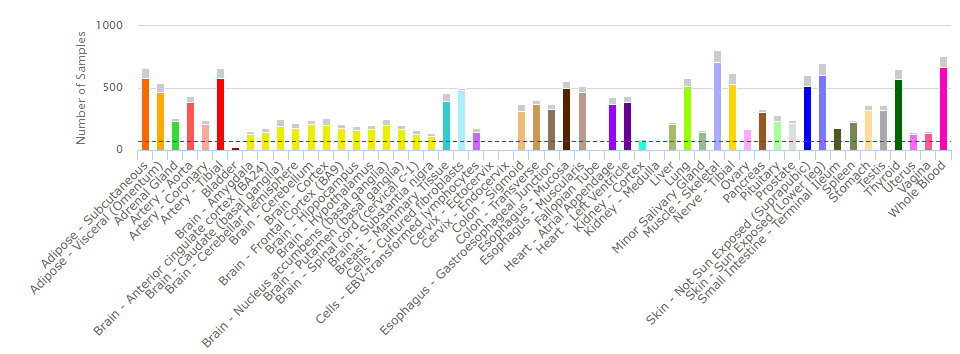 1000
500
0
Number of Samples
Adipose - Subcutaneous
Adipose - Visceral (Omentum)
Adrenal Gland
Artery - Aorta
Artery - Coronary
Artery - Tibial
Bladder
Brain - Amygdala
Brain - Anterior cingulate cortex (BA24)
Brain - Caudate (basal ganglia)
Brain - Cerebellar Hemisphere
Brain - Cerebellum
Brain - Cortex
Brain - Frontal Cortex (BA9)
Brain - Hippocampus
Brain - Hypothalamus
Brain - Nucleus accumbens (basal ganglia)
Brain - Putamen (basal ganglia)
Brain - Spinal cord (cervical c-1)
Brain - Substantia nigra
Breast - Mammary Tissue
Cells - Cultured fibroblasts
Cells - EBV-transformed lymphocytes
Cervix - Ectocervix
Cervix - Endocervix
Colon - Sigmoid
Colon - Transverse
Esophagus - Gastroesophageal Junction
Esophagus - Mucosa
Esophagus - Muscularis
Fallopian Tube
Heart - Atrial Appendage
Heart - Left Ventricle
Kidney - Cortex
Kidney - Medulla
Liver
Lung
Minor Salivary Gland
Muscle - Skeletal
Nerve - Tibial
Ovary
Pancreas
Pituitary
Prostate
Skin - Not Sun Exposed (Suprapubic)
Skin - Sun Exposed (Lower leg)
Small Intestine - Terminal Ileum
Spleen
Stomach
Testis
Thyroid
Uterus
Vagina
Whole Blood